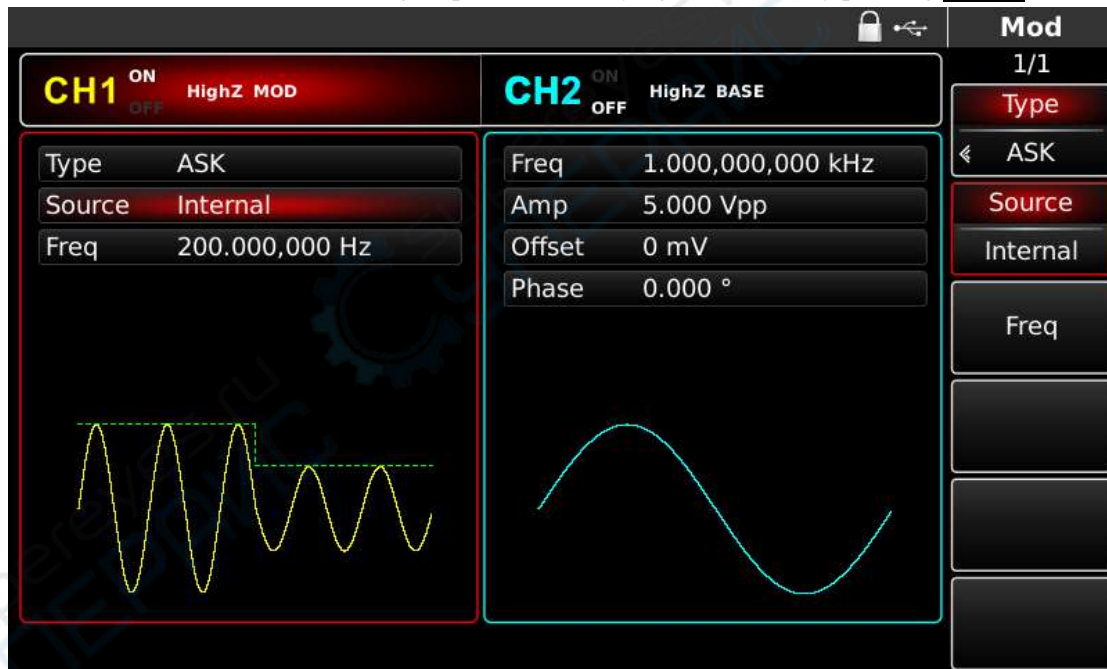 Mod
1/1
CH1 ON OFF HighZ MOD
CH2 ON OFF HighZ BASE
Type ASK
Source Internal
Freq 200.000,000 Hz
Freq 1.000,000,000 kHz
Amp 5.000 Vpp
Offset 0 mV
Phase 0.000 °
Type
ASK
Source
Internal
Freq